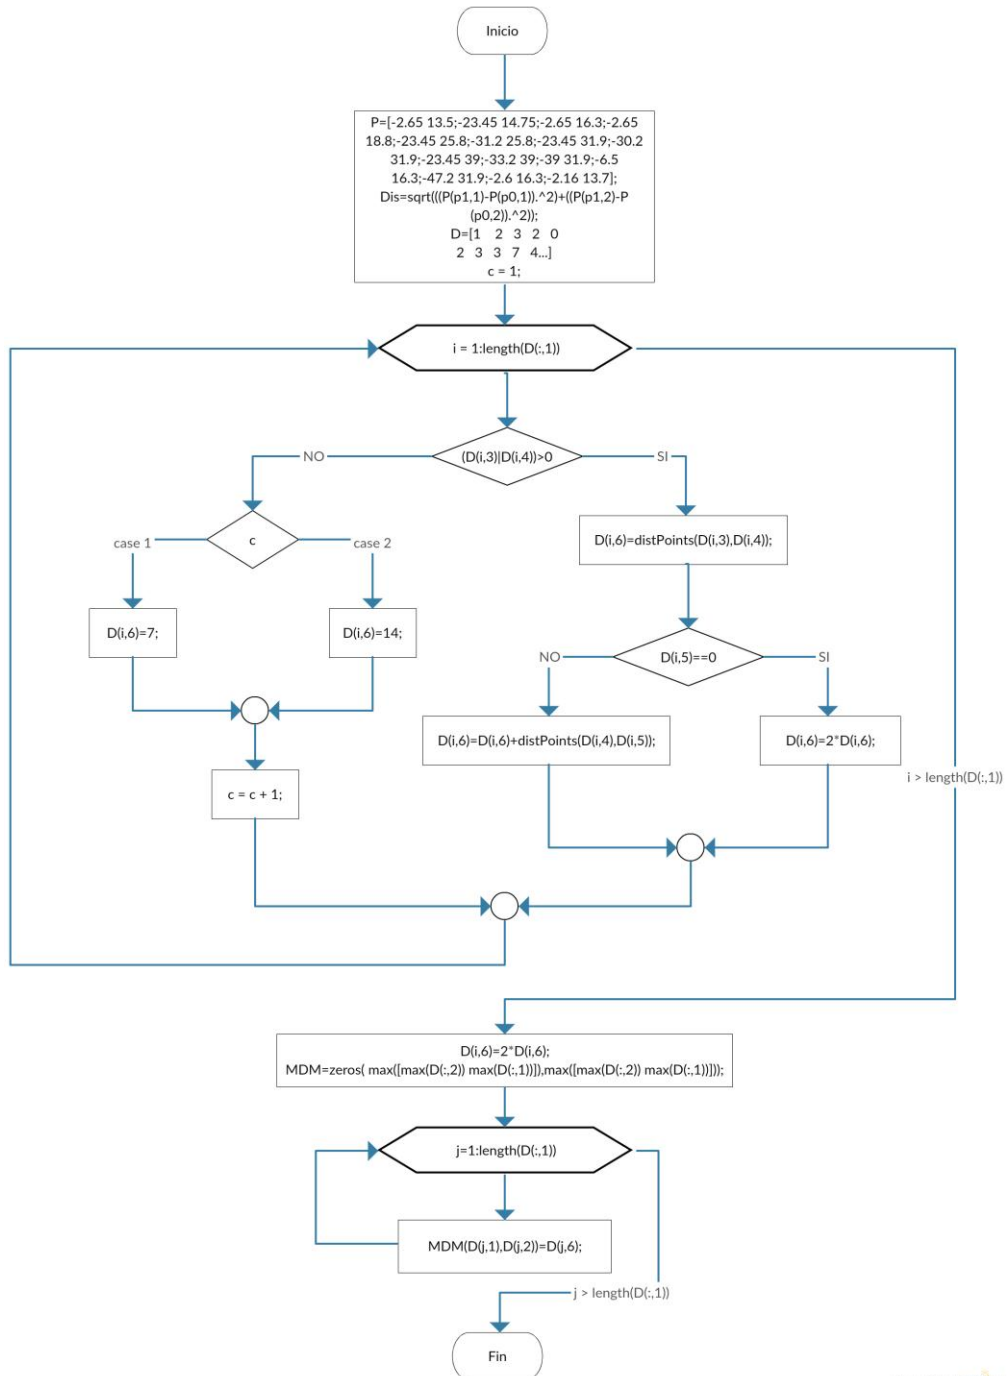 Inicio
P=[-2.65 13.5;-23.45 14.75;-2.65 16.3;-2.65
18.8;-23.45 25.8;-31.2 25.8;-23.45 31.9;-30.2
31.9;-23.45 39;-33.2 39;-39 31.9;-6.5
16.3;-47.2 31.9;-2.6 16.3;-2.16 13.7];
Dis=sqrt(((P(p1,1)-P(p0,1)).^2)+((P(p1,2)-P
(p0,2)).^2));
D=[1 2 3 2 0
2 3 3 7 4...]
c = 1;
i = 1:length(D(:,1))
(D(i,3)|D(i,4))>0
NO
SI
c
case 1
case 2
D(i,6)=distPoints(D(i,3),D(i,4));
D(i,6)=7;
D(i,6)=14;
D(i,5)==0
NO
SI
D(i,6)=D(i,6)+distPoints(D(i,4),D(i,5));
D(i,6)=2*D(i,6);
i > length(D(:,1))
c = c + 1;
D(i,6)=2*D(i,6);
MDM=zeros( max([max(D(:,2)) max(D(:,1))]),max([max(D(:,2)) max(D(:,1))]));
j=1:length(D(:,1))
MDM(D(j,1),D(j,2))=D(j,6);
j > length(D(:,1))
Fin